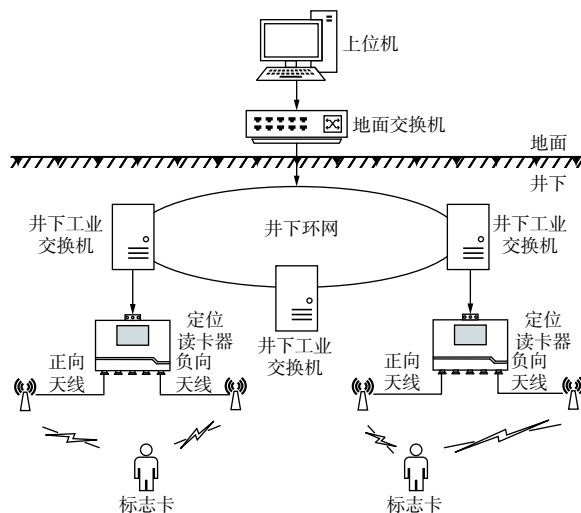 上位机
地面交换机
地面
井下
井下工业
交换机
井下环网
井下工业
交换机
井下工业
交换机
定位
读卡器
正向
天线
负向
天线
定位
读卡器
正向
天线
负向
天线
标志卡
标志卡